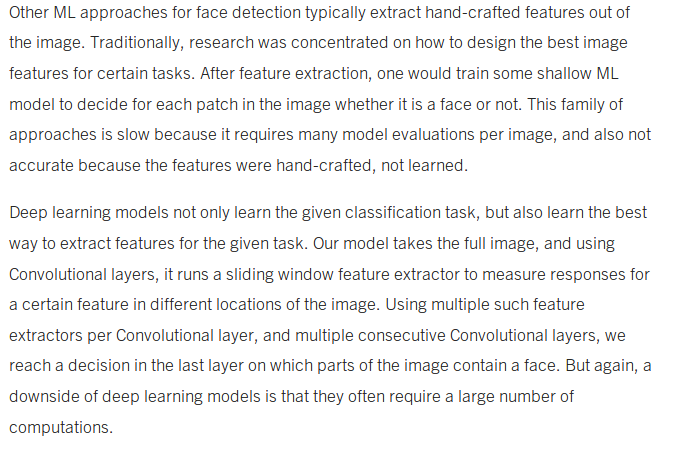 Other ML approaches for face detection typically extract hand-crafted features out of
the image. Traditionally, research was concentrated on how to design the best image
features for certain tasks. After feature extraction, one would train some shallow ML
model to decide for each patch in the image whether it is a face or not. This family of
approaches is slow because it requires many model evaluations per image, and also not
accurate because the features were hand-crafted, not learned.
Deep learning models not only learn the given classification task, but also learn the best
way to extract features for the given task. Our model takes the full image, and using
Convolutional layers, it runs a sliding window feature extractor to measure responses for
a certain feature in different locations of the image. Using multiple such feature
extractors per Convolutional layer, and multiple consecutive Convolutional layers, we
reach a decision in the last layer on which parts of the image contain a face. But again, a
downside of deep learning models is that they often require a large number of
computations.